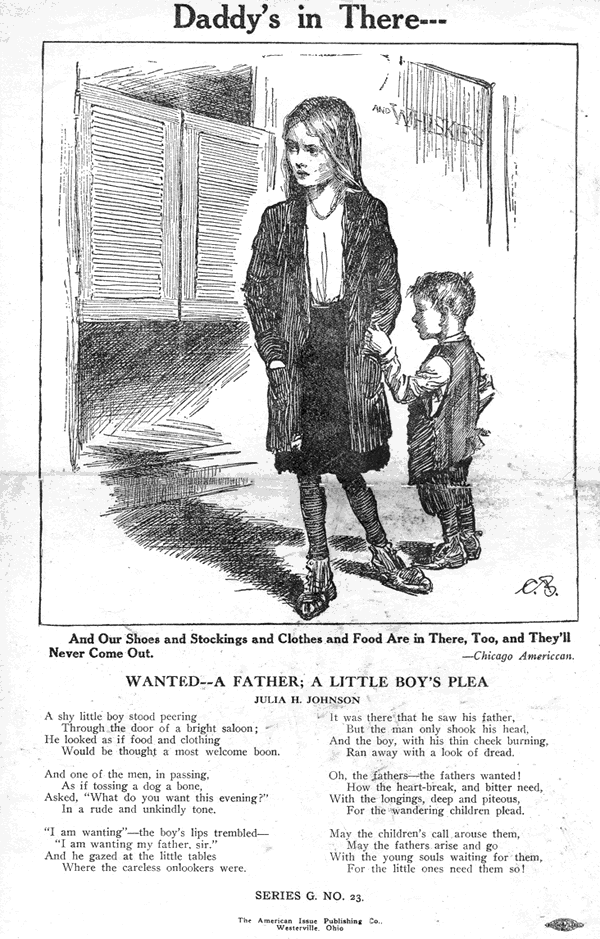 Daddy's in There---
AND WHISKIES
C.B.
And Our Shoes and Stockings and Clothes and Food Are in There, Too, and They'll
Never Come Out.
—Chicago Americcan.
WANTED--A FATHER; A LITTLE BOY'S PLEA
JULIA H. JOHNSON
A shy little boy stood peering
Through the door of a bright saloon;
He looked as if food and clothing
Would be thought a most welcome boon.
And one of the men, in passing,
As if tossing a dog a bone,
Asked, "What do you want this evening?"
In a rude and unkindly tone.
"I am wanting"—the boy's lips trembled—
"I am wanting my father, sir."
And he gazed at the little tables
Where the careless onlookers were.
It was there that he saw his father,
But the man only shook his head,
And the boy, with his thin cheek burning,
Ran away with a look of dread.
Oh, the fathers—the fathers wanted!
How the heart-break, and bitter need,
With the longings, deep and piteous,
For the wandering children plead.
May the children's call arouse them,
May the fathers arise and go
With the young souls waiting for them,
For the little ones need them so!
SERIES G. NO. 23.
The American Issue Publishing Co.,
Westerville, Ohio